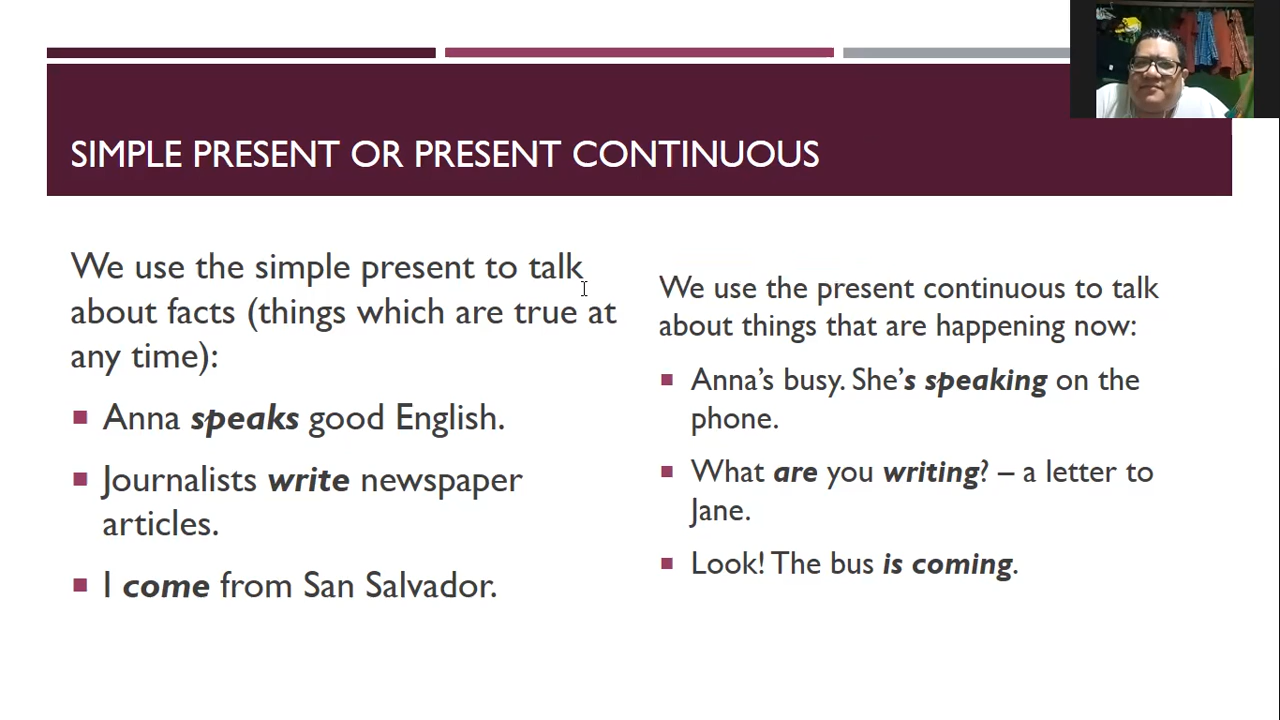 SIMPLE PRESENT OR PRESENT CONTINUOUS
We use the simple present to talk
about facts (things which are true at
any time):
Anna speaks good English.
Journalists write newspaper
articles.
I come from San Salvador.
We use the present continuous to talk
about things that are happening now:
Anna’s busy. She’s speaking on the
phone.
What are you writing? – a letter to
Jane.
Look! The bus is coming.